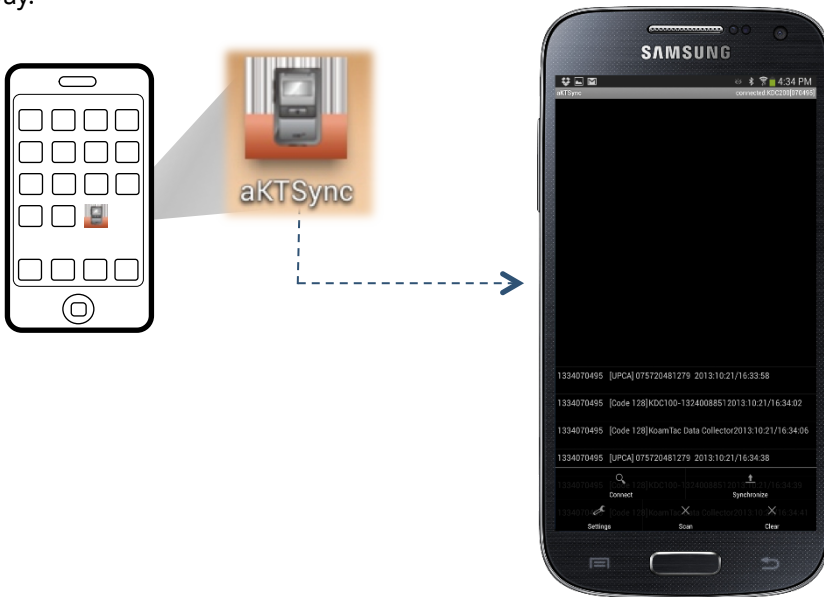 ay.
aKTSync
SAMSUNG
4:34 PM
aKTSync connected KDC200[070495]
1334070495 [UPCA] 075720481279 2013:10:21/16:33:58
1334070495 [Code 128]KDC100-13240088512013:10:21/16:34:02
1334070495 [Code 128]KoamTac Data Collector2013:10:21/16:34:06
1334070495 [UPCA] 075720481279 2013:10:21/16:34:38
Connect Synchronize
Settings Scan Clear